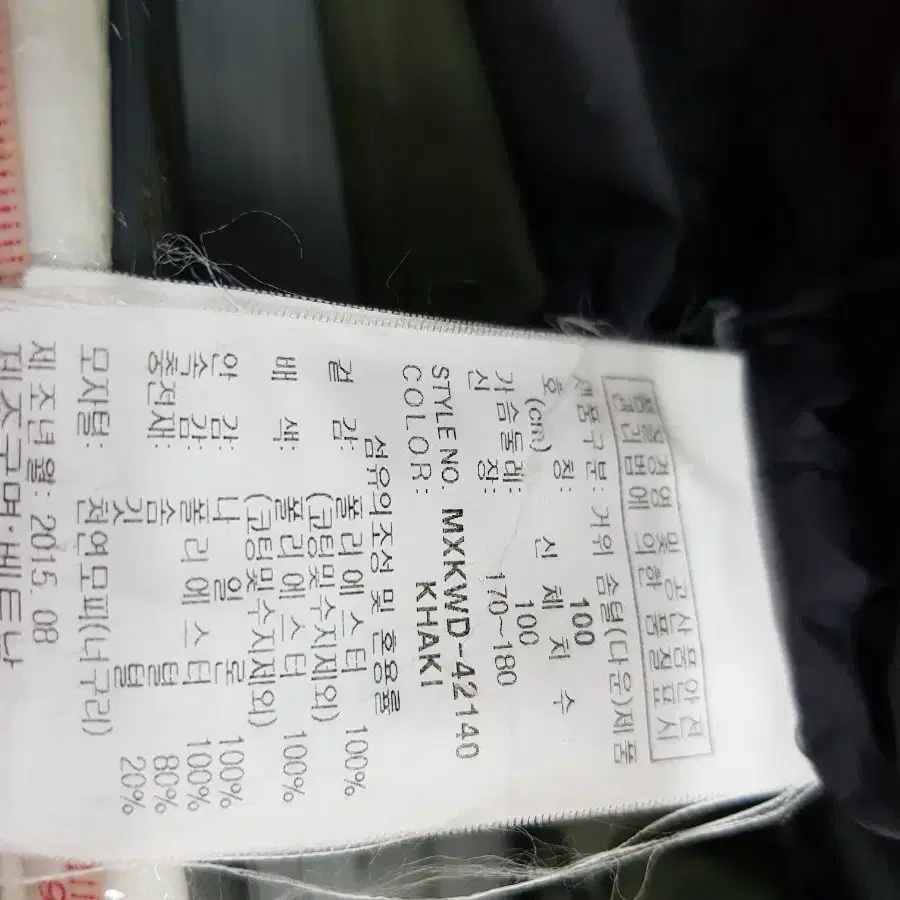 품질경영 및 공산품안전
관리법에 의한 품질표시
제품구분: 거위 솜털(다운)제품
호 칭: 100
(cm) 신 체 치 수
가슴둘레: 100
신 장: 170~180
STYLE NO. MXKWD-42140
COLOR: KHAKI
섬유의 조성 및 혼용률
겉 감: 폴리에스터 100%
(코팅및수지제외)
배 색: 폴리에스터 100%
(코팅및수지제외)
안 감: 나 일 론 100%
속 감: 폴리에스터 100%
충전재: 솜 털 80%
깃 털 20%
모자털: 천연모피(너구리)
제조년월: 2015. 08
제조국명:베트남